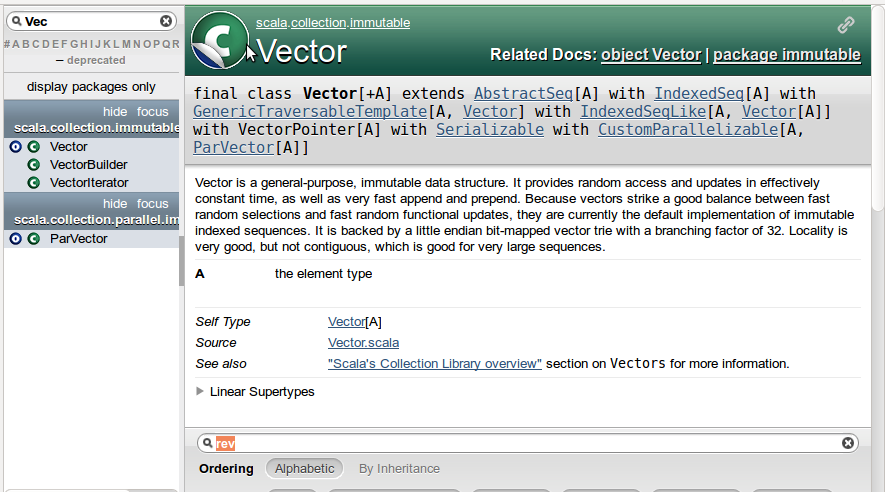 Vec
# A B C D E F G H I J K L M N O P Q R
– deprecated
display packages only
hide focus
scala.collection.immutable
Vector
VectorBuilder
VectorIterator
hide focus
scala.collection.parallel.im
ParVector
scala.collection.immutable
Vector
Related Docs: object Vector | package immutable
final class Vector[+A] extends AbstractSeq[A] with IndexedSeq[A] with
GenericTraversableTemplate[A, Vector] with IndexedSeqLike[A, Vector[A]]
with VectorPointer[A] with Serializable with CustomParallelizable[A,
ParVector[A]]
Vector is a general-purpose, immutable data structure. It provides random access and updates in effectively
constant time, as well as very fast append and prepend. Because vectors strike a good balance between fast
random selections and fast random functional updates, they are currently the default implementation of immutable
indexed sequences. It is backed by a little endian bit-mapped vector trie with a branching factor of 32. Locality is
very good, but not contiguous, which is good for very large sequences.
A the element type
Self Type Vector[A]
Source Vector.scala
See also "Scala's Collection Library overview" section on Vectors for more information.
Linear Supertypes
rev
Ordering Alphabetic By Inheritance